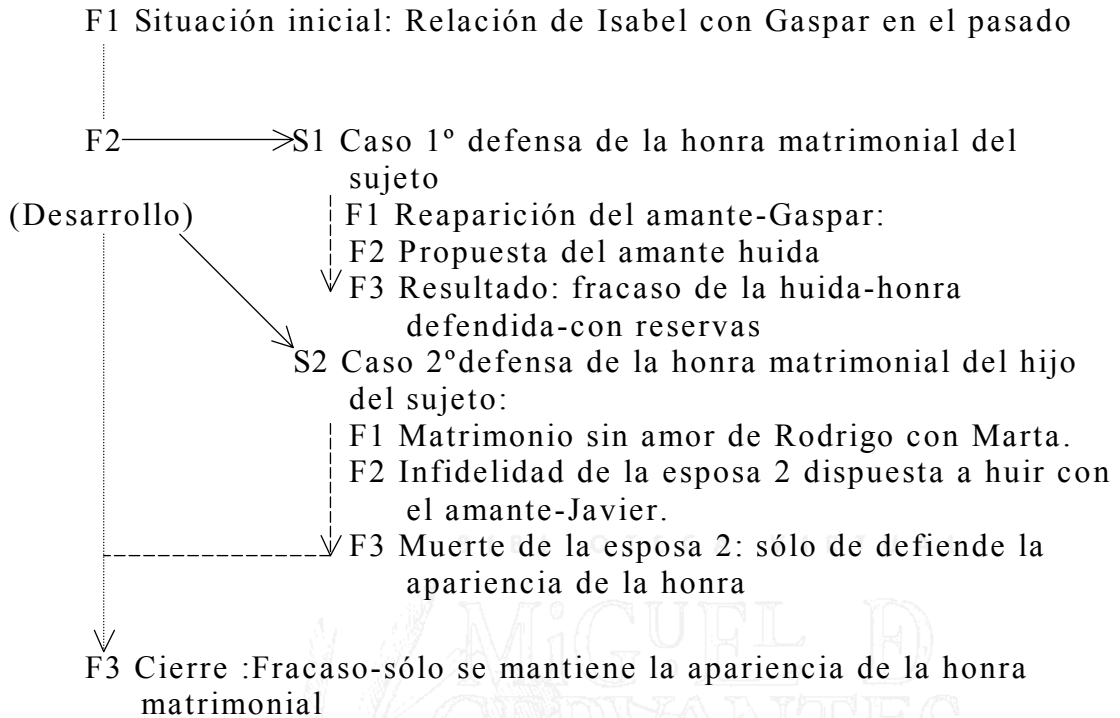 F1 Situación inicial: Relación de Isabel con Gaspar en el pasado
F2 S1 Caso 1º defensa de la honra matrimonial del
sujeto
(Desarrollo) F1 Reaparición del amante-Gaspar:
F2 Propuesta del amante huida
F3 Resultado: fracaso de la huida-honra
defendida-con reservas
S2 Caso 2ºdefensa de la honra matrimonial del hijo
del sujeto:
F1 Matrimonio sin amor de Rodrigo con Marta.
F2 Infidelidad de la esposa 2 dispuesta a huir con
el amante-Javier.
F3 Muerte de la esposa 2: sólo de defiende la
apariencia de la honra
MiGUEL D
CERVANTES
F3 Cierre :Fracaso-sólo se mantiene la apariencia de la honra
matrimonial